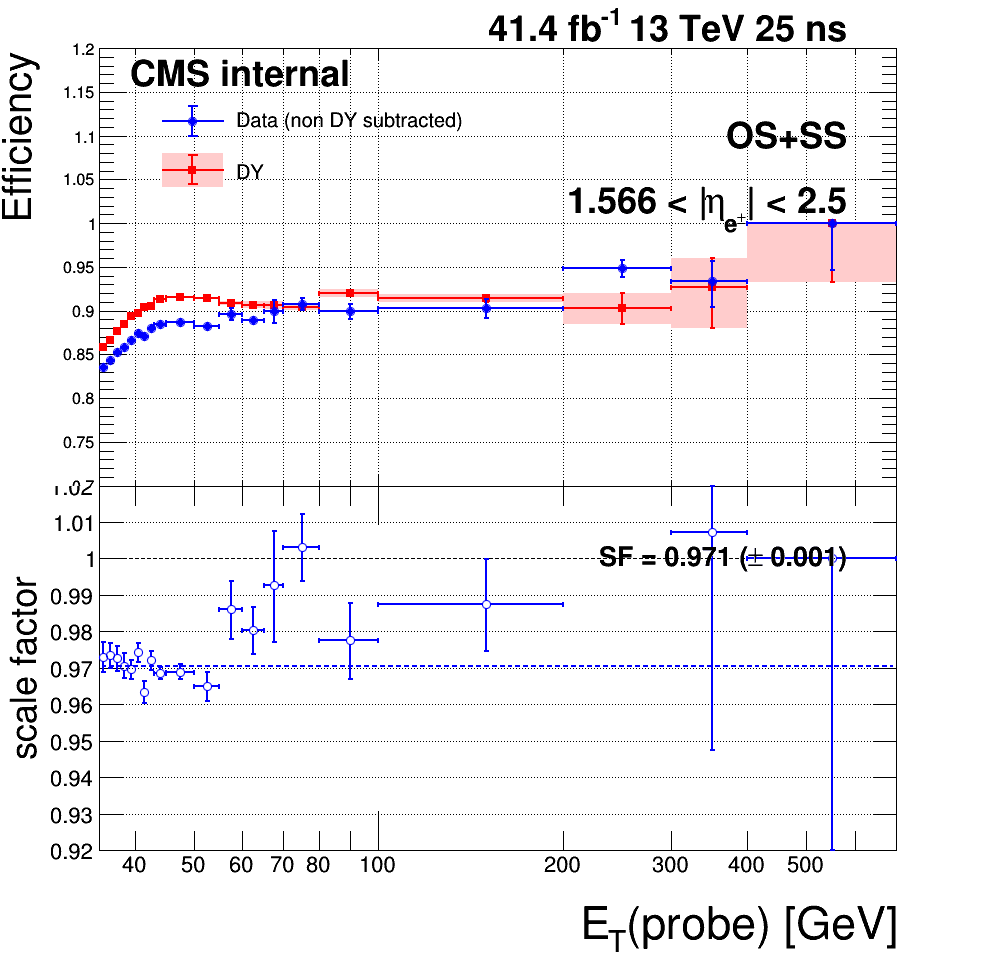 41.4 fb-1 13 TeV 25 ns
Efficiency
1.2
1.15
1.1
1.05
1
0.95
0.9
0.85
0.8
0.75
CMS internal
Data (non DY subtracted)
DY
OS+SS
1.566 < |ηe±| < 2.5
scale factor
1.02
1.01
1
0.99
0.98
0.97
0.96
0.95
0.94
0.93
0.92
SF = 0.971 (± 0.001)
40 50 60 70 80 100 200 300 400 500
ET(probe) [GeV]